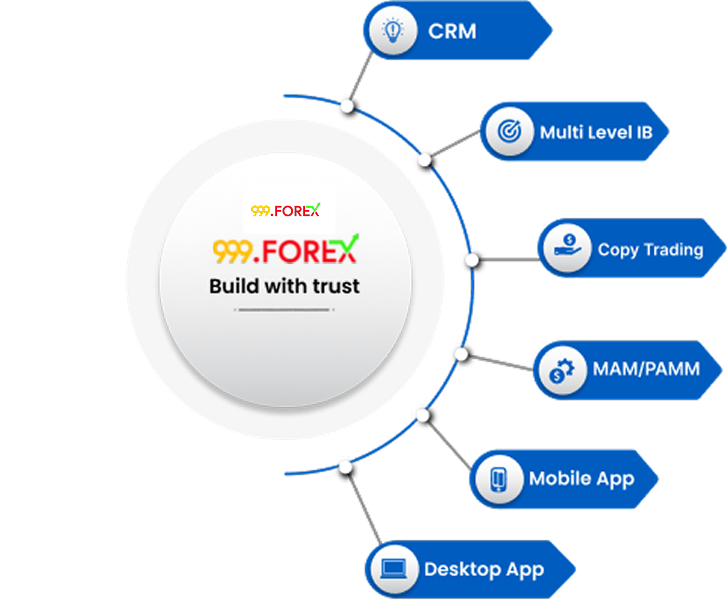 CRM
Multi Level IB
999.FOREX
999.FOREX
Build with trust
Copy Trading
MAM/PAMM
Mobile App
Desktop App